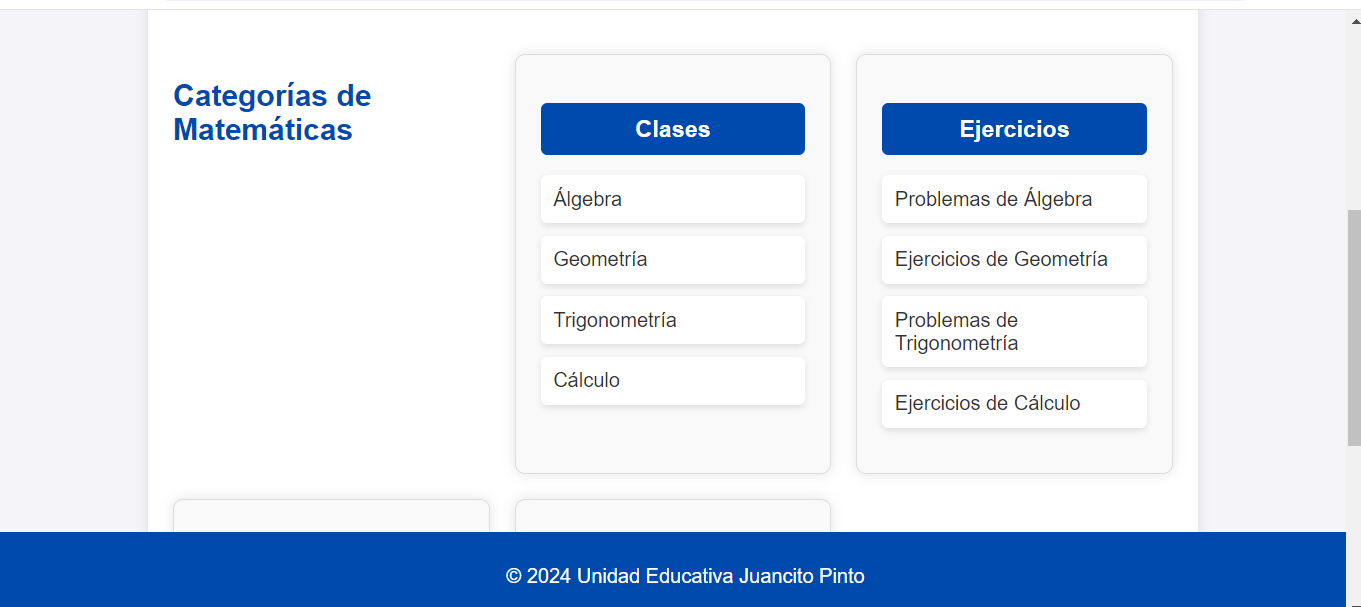 Categorías de
Matemáticas
Clases
Álgebra
Geometría
Trigonometría
Cálculo
Ejercicios
Problemas de Álgebra
Ejercicios de Geometría
Problemas de
Trigonometría
Ejercicios de Cálculo
© 2024 Unidad Educativa Juancito Pinto